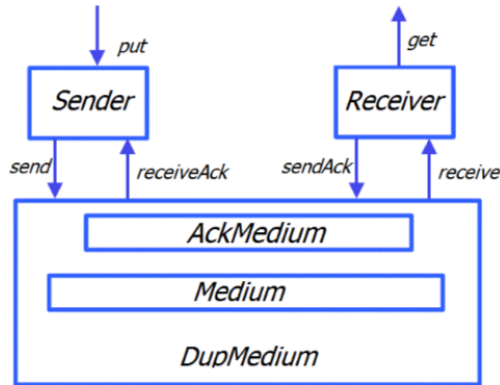 put
get
Sender
Receiver
send
receiveAck
sendAck
receive
AckMedium
Medium
DupMedium